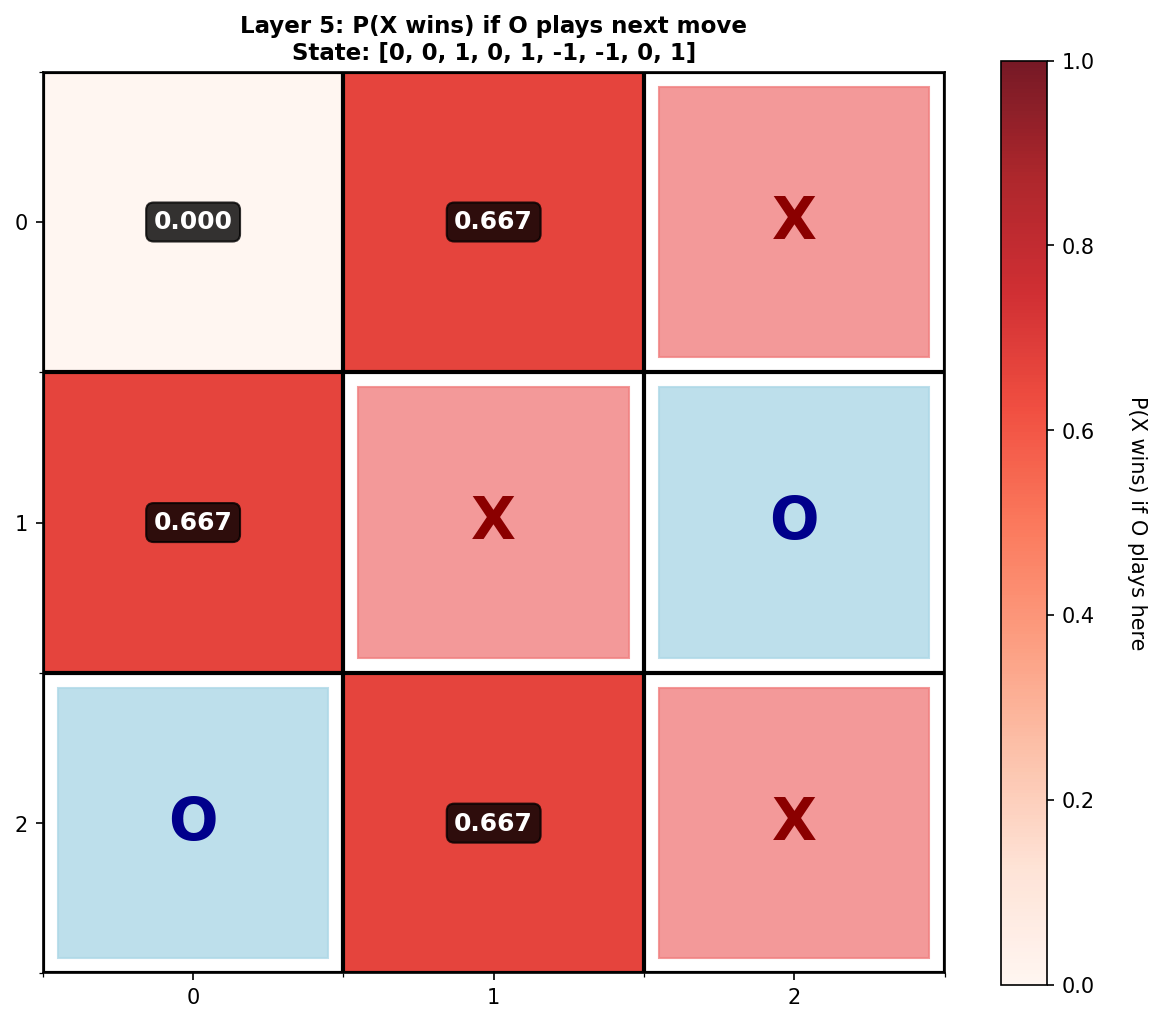 Layer 5: P(X wins) if O plays next move
State: [0, 0, 1, 0, 1, -1, -1, 0, 1]
0
0.000
0.667
X
1
0.667
X
O
2
O
0.667
X
0
1
2
1.0
0.8
0.6
0.4
0.2
0.0
P(X wins) if O plays here